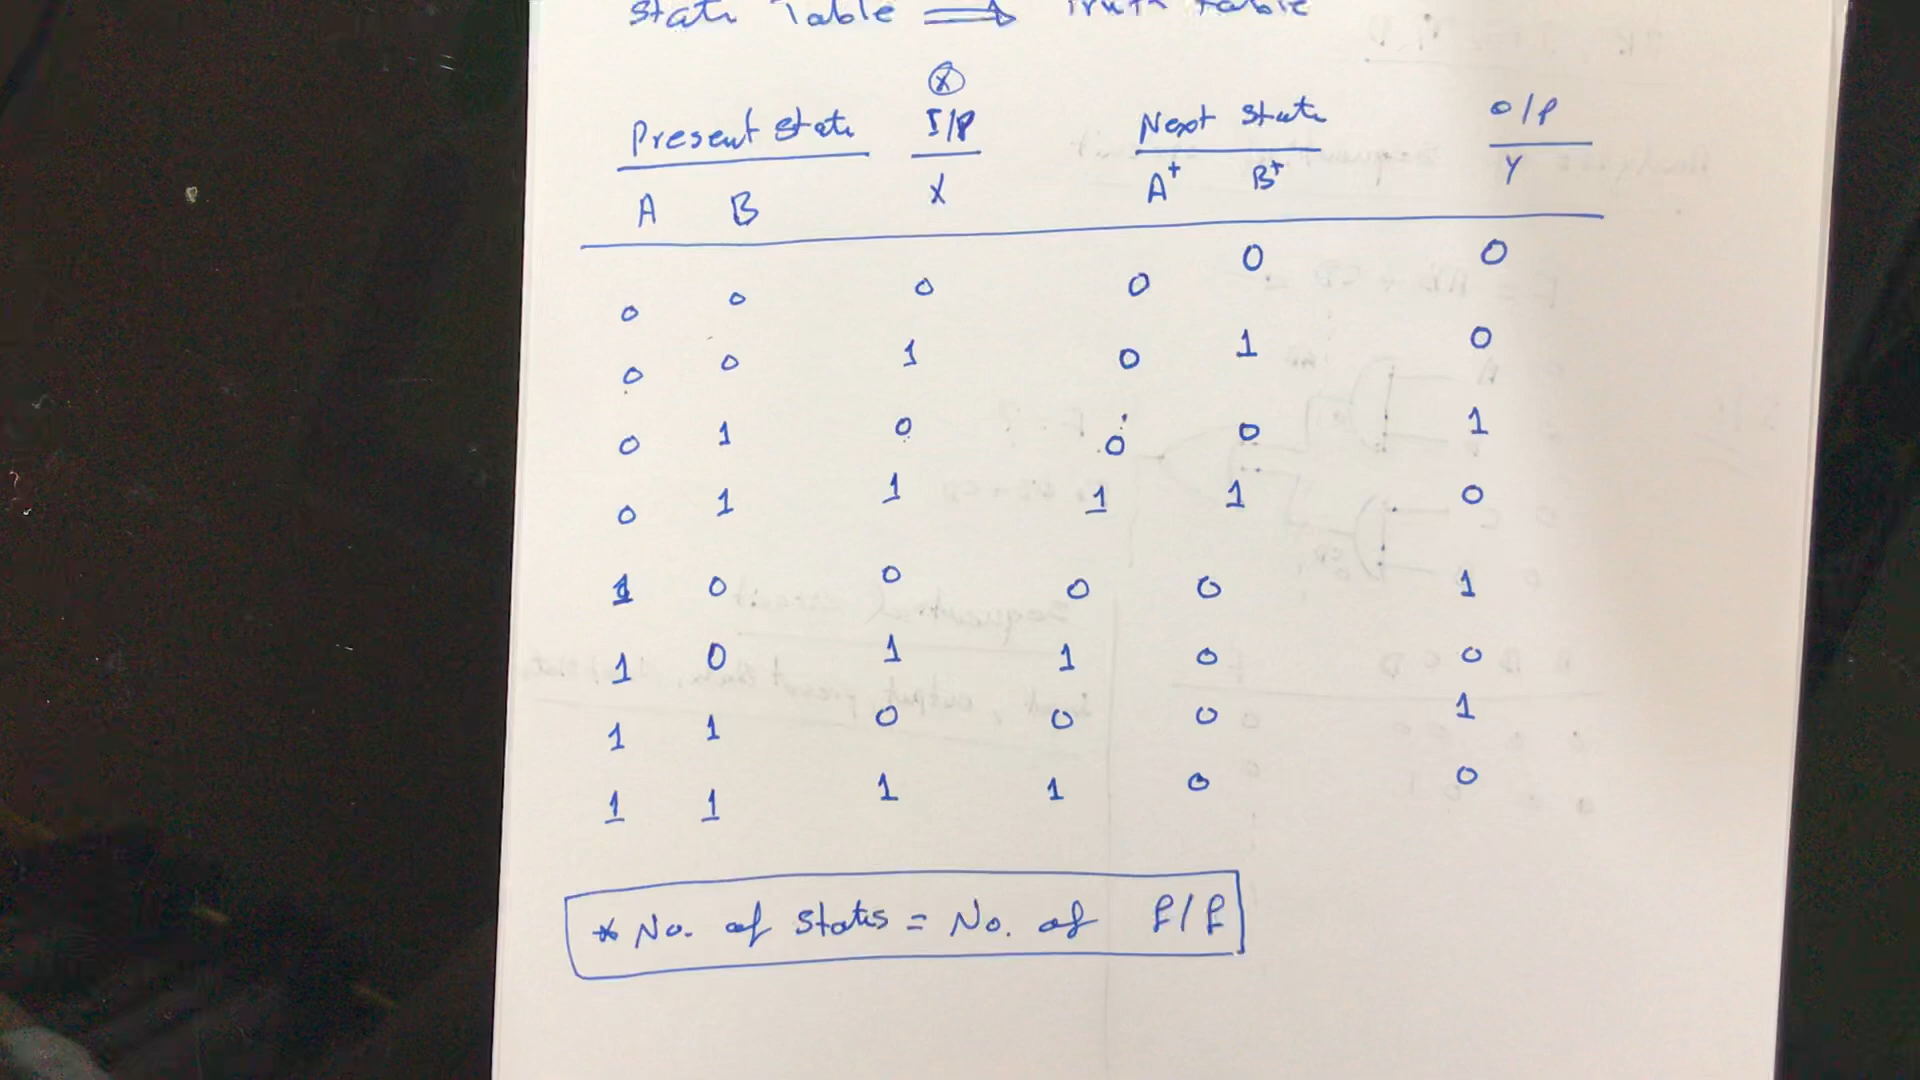 State Table ⟹ Truth table
Ⓧ
Present State I/P Next State O/P
A B X A⁺ B⁺ Y
0 0 0 0 0 0
0 0 1 0 1 0
0 1 0 0 0 1
0 1 1 1 1 0
1 0 0 0 0 1
1 0 1 1 0 0
1 1 0 0 0 1
1 1 1 1 0 0
* No. of states = No. of F/F